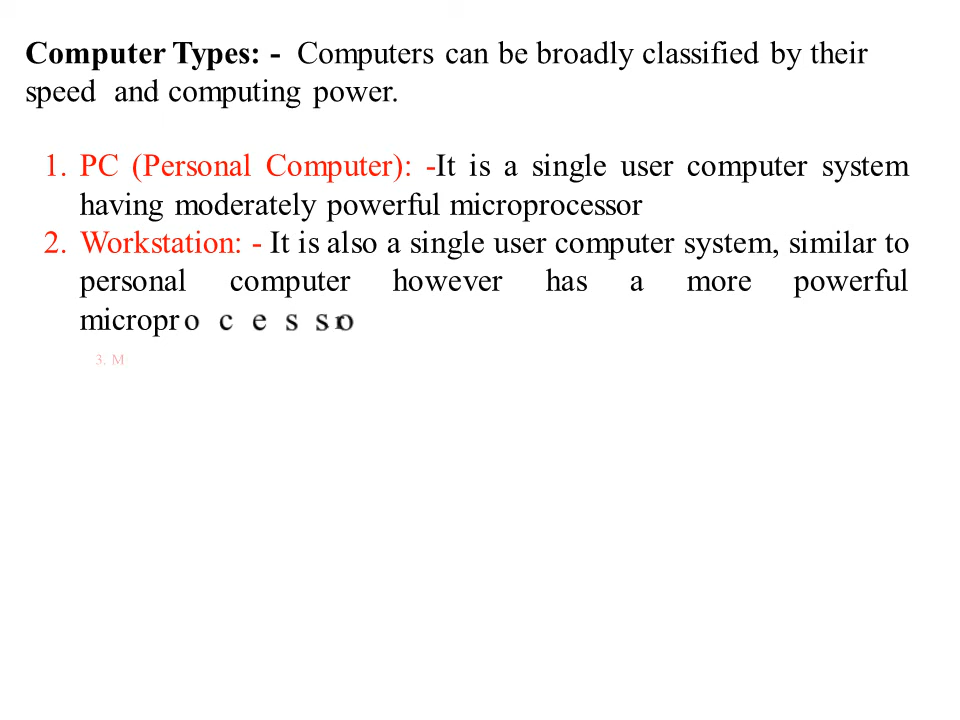 Computer Types: - Computers can be broadly classified by their
speed and computing power.
1. PC (Personal Computer): -It is a single user computer system
having moderately powerful microprocessor
2. Workstation: - It is also a single user computer system, similar to
personal computer however has a more powerful
micropro c e s s ro
3. M